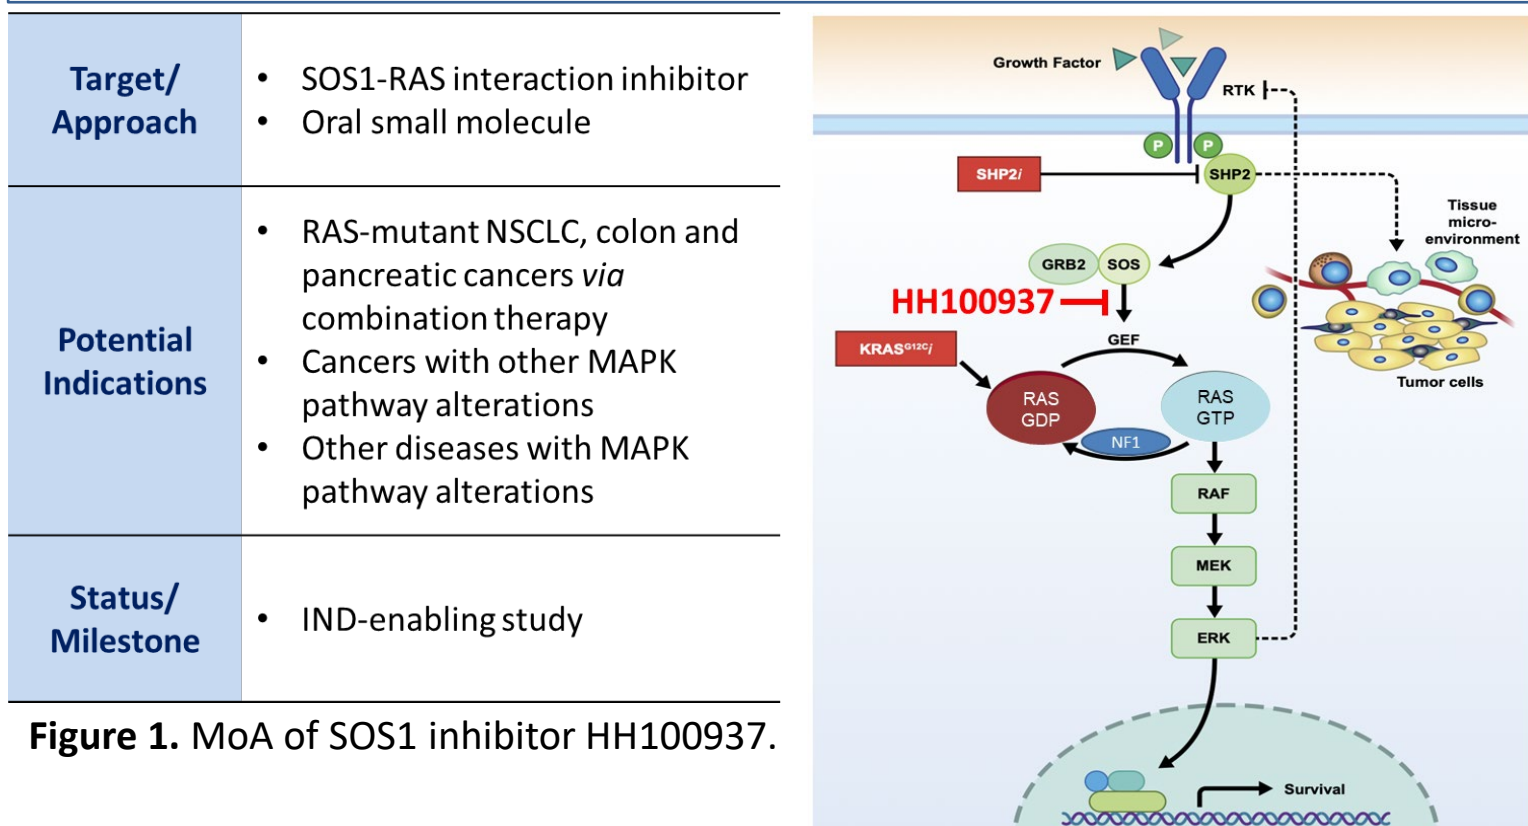 Target/
Approach
• SOS1-RAS interaction inhibitor
• Oral small molecule
Potential
Indications
• RAS-mutant NSCLC, colon and
pancreatic cancers via
combination therapy
• Cancers with other MAPK
pathway alterations
• Other diseases with MAPK
pathway alterations
Status/
Milestone
• IND-enabling study
Figure 1. MoA of SOS1 inhibitor HH100937.
Growth Factor
RTK
P
P
SHP2i
SHP2
Tissue
micro-
environment
GRB2
SOS
HH100937
GEF
KRASG12Ci
Tumor cells
RAS
GDP
RAS
GTP
NF1
RAF
MEK
ERK
Survival